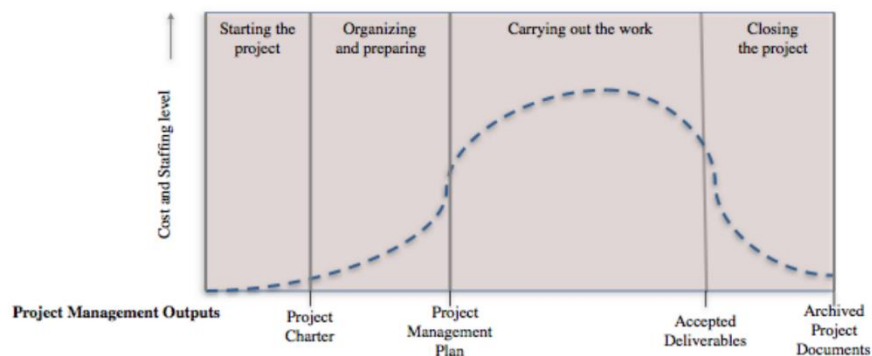 Starting the
project
Organizing
and preparing
Carrying out the work
Closing
the project
Cost and Staffing level
Project Management Outputs
Project
Charter
Project
Management
Plan
Accepted
Deliverables
Archived
Project
Documents